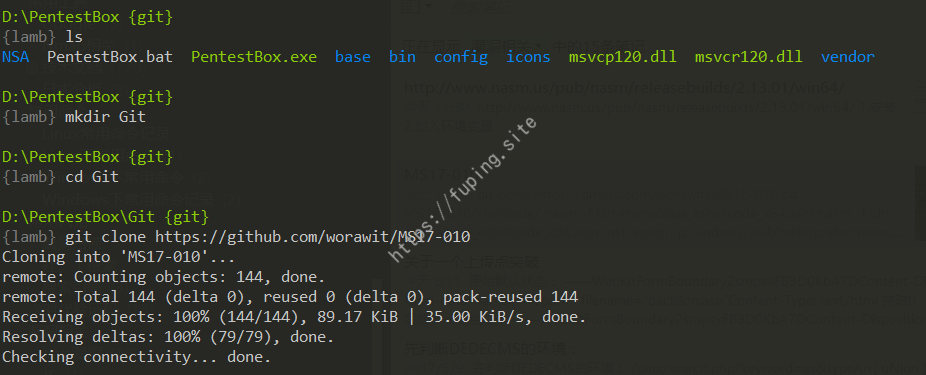 D:\PentestBox {git}
{lamb} ls
NSA PentestBox.bat PentestBox.exe base bin config icons msvcp120.dll msvcr120.dll vendor
D:\PentestBox {git}
{lamb} mkdir Git
D:\PentestBox {git}
{lamb} cd Git
D:\PentestBox\Git {git}
{lamb} git clone https://github.com/worawit/MS17-010
Cloning into 'MS17-010'...
remote: Counting objects: 144, done.
remote: Total 144 (delta 0), reused 0 (delta 0), pack-reused 144
Receiving objects: 100% (144/144), 89.17 KiB | 35.00 KiB/s, done.
Resolving deltas: 100% (79/79), done.
Checking connectivity... done.
https://fuping.site